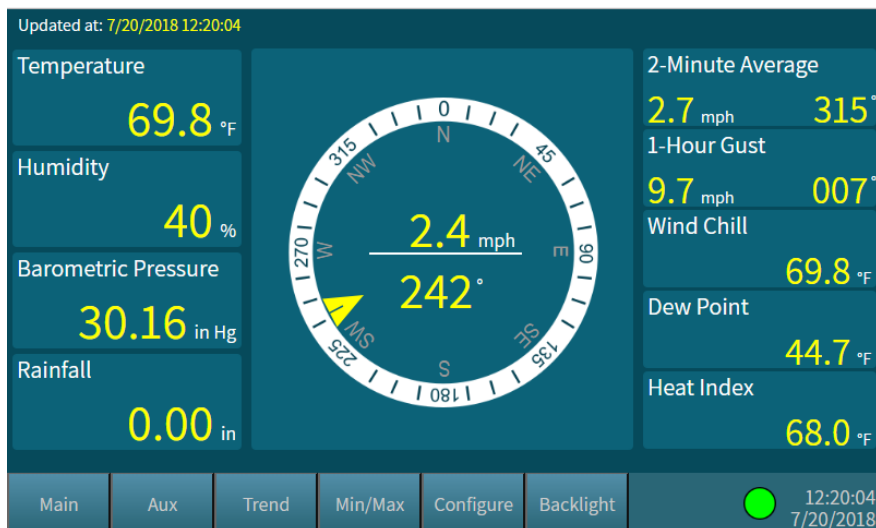 Updated at: 7/20/2018 12:20:04
Temperature
69.8 °F
Humidity
40 %
Barometric Pressure
30.16 in Hg
Rainfall
0.00 in
0
N
45
NE
90
E
135
SE
180
S
225
SW
270
W
315
NW
2.4 mph
242°
2-Minute Average
2.7 mph 315°
1-Hour Gust
9.7 mph 007°
Wind Chill
69.8 °F
Dew Point
44.7 °F
Heat Index
68.0 °F
Main Aux Trend Min/Max Configure Backlight
12:20:04
7/20/2018